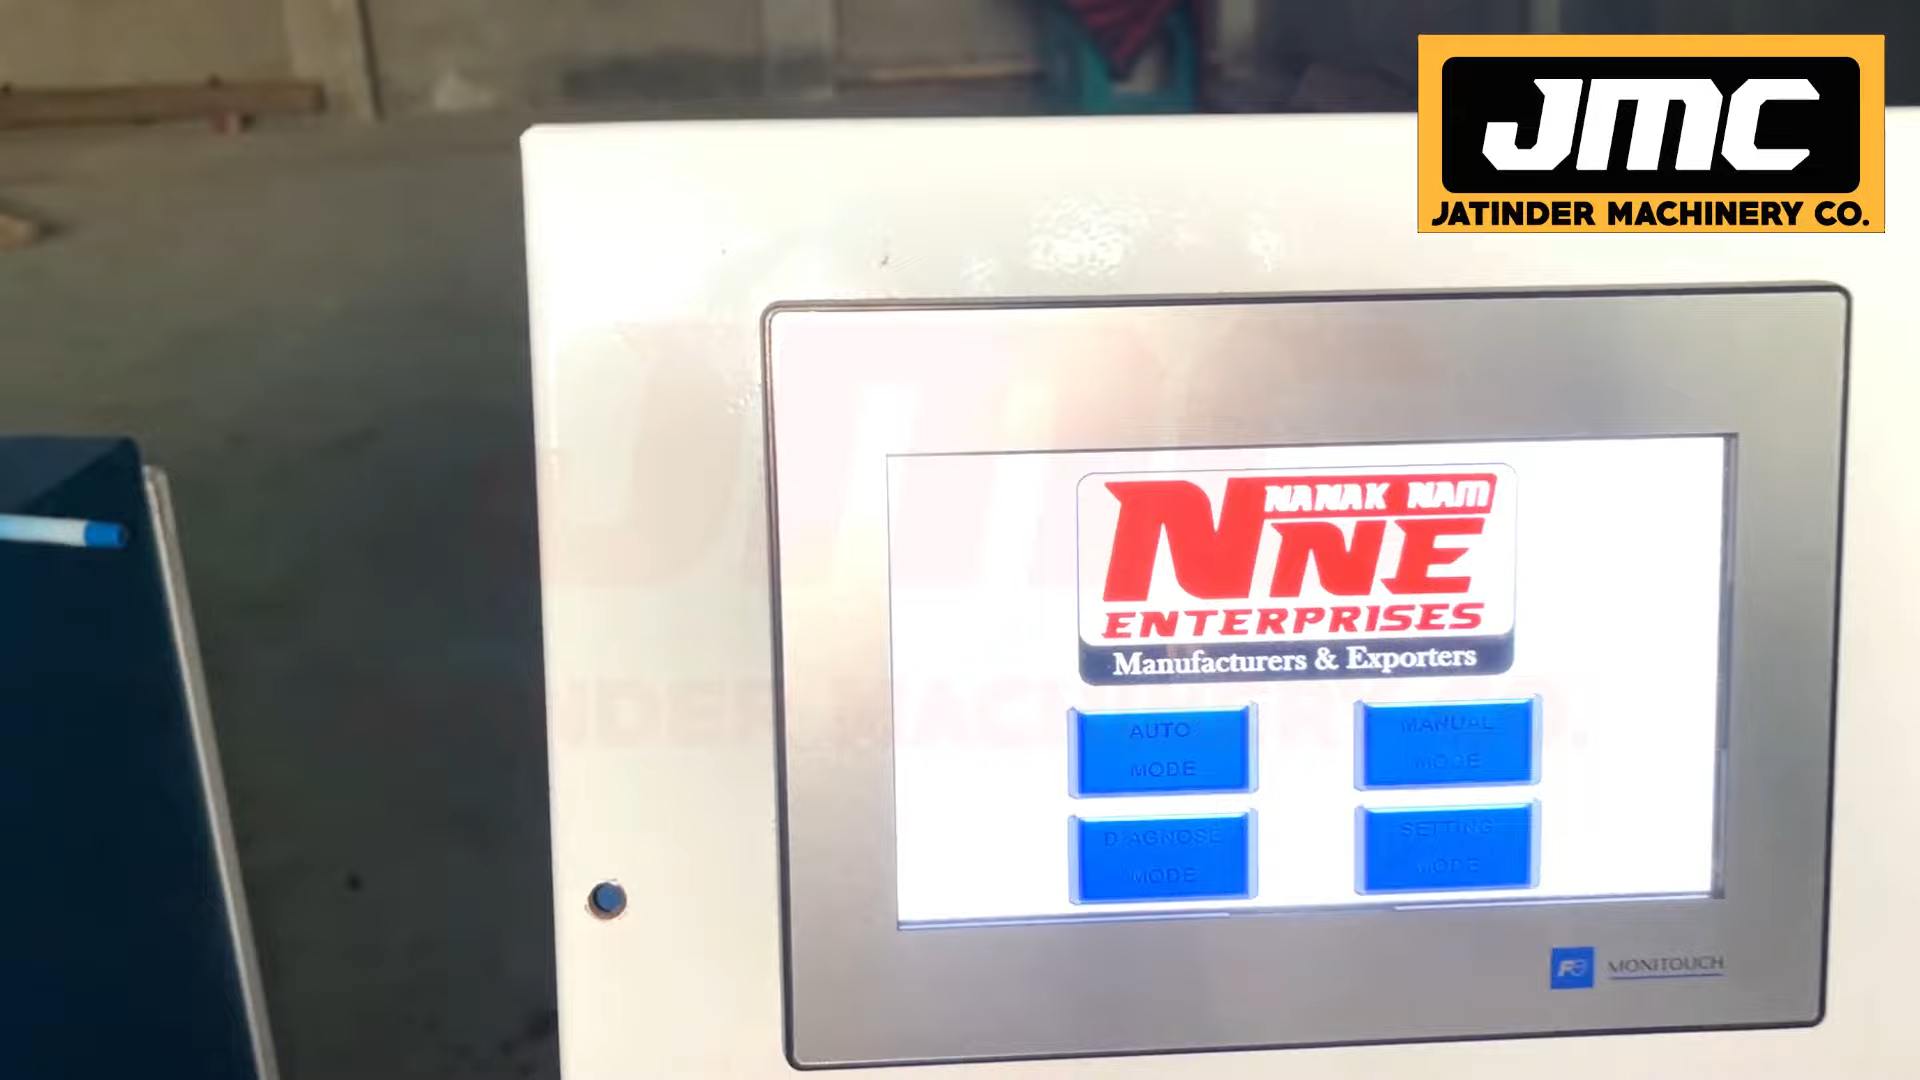 JMC
JATINDER MACHINERY CO.
NANAK NAM
NNE
ENTERPRISES
Manufacturers & Exporters
AUTO
MODE
MANUAL
MODE
DIAGNOSE
MODE
SETTING
MODE
MONITOUCH